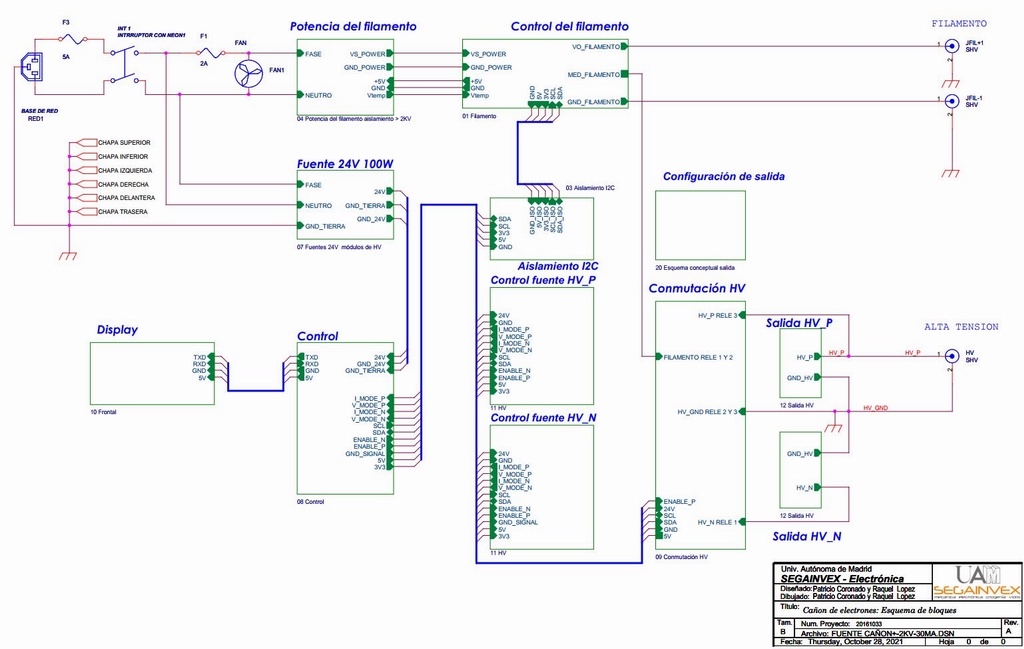 F3
5A
INT 1
INTRRUPTOR CON NEON1
F1
2A
FAN
FAN1
BASE DE RED
RED1
Potencia del filamento
FASE
NEUTRO
VS_POWER
GND_POWER
+5V
GND
Vtemp
04 Potencia del filamento aislamiento > 2KV
Control del filamento
VS_POWER
GND_POWER
+5V
GND
Vtemp
VO_FILAMENTO
MED_FILAMENTO
GND_FILAMENTO
GND
5V
3V3
SCL
SDA
01 Filamento
FILAMENTO
1
2
JFIL+1
SHV
1
2
JFIL-1
SHV
CHAPA SUPERIOR
CHAPA INFERIOR
CHAPA IZQUIERDA
CHAPA DERECHA
CHAPA DELANTERA
CHAPA TRASERA
Fuente 24V 100W
FASE
NEUTRO
GND_TIERRA
24V
GND_TIERRA
GND_24V
07 Fuentes 24V módulos de HV
03 Aislamiento I2C
GND_ISO
5V_ISO
3V3_ISO
SCL_ISO
SDA_ISO
SDA
SCL
3V3
5V
GND
Aislamiento I2C
Configuración de salida
20 Esquema conceptual salida
Control fuente HV_P
24V
GND
I_MODE_P
V_MODE_P
I_MODE_N
V_MODE_N
SCL
SDA
ENABLE_N
ENABLE_P
5V
3V3
11 HV
Control fuente HV_N
24V
GND
I_MODE_P
V_MODE_P
I_MODE_N
V_MODE_N
SCL
SDA
ENABLE_N
ENABLE_P
GND_SIGNAL
5V
3V3
11 HV
Display
TXD
RXD
GND
5V
10 Frontal
Control
TXD
RXD
GND
5V
24V
GND_24V
GND_TIERRA
I_MODE_P
V_MODE_P
I_MODE_N
V_MODE_N
SCL
SDA
ENABLE_N
ENABLE_P
GND_SIGNAL
5V
3V3
08 Control
Conmutación HV
HV_P RELE 3
FILAMENTO RELE 1 Y 2
HV_GND RELE 2 Y 3
ENABLE_P
24V
SCL
SDA
GND
5V
HV_N RELE 1
09 Conmutación HV
Salida HV_P
HV_P
GND_HV
12 Salida HV
HV_P
HV_P
HV_GND
GND_HV
HV_N
12 Salida HV
Salida HV_N
ALTA TENSION
1
2
HV
SHV
Univ. Autónoma de Madrid
SEGAINVEX - Electrónica
Diseñado: Patricio Coronado y Raquel Lopez
Dibujado: Patricio Coronado y Raquel Lopez
UAM
SEGAINVEX
Título:
Cañon de electrones: Esquema de bloques
Tam.
B
Num. Proyecto: 20161033
Archivo: FUENTE CAÑON+-2KV-30MA.DSN
Rev.
A
Fecha: Thursday, October 28, 2021
Hoja 0 de 0